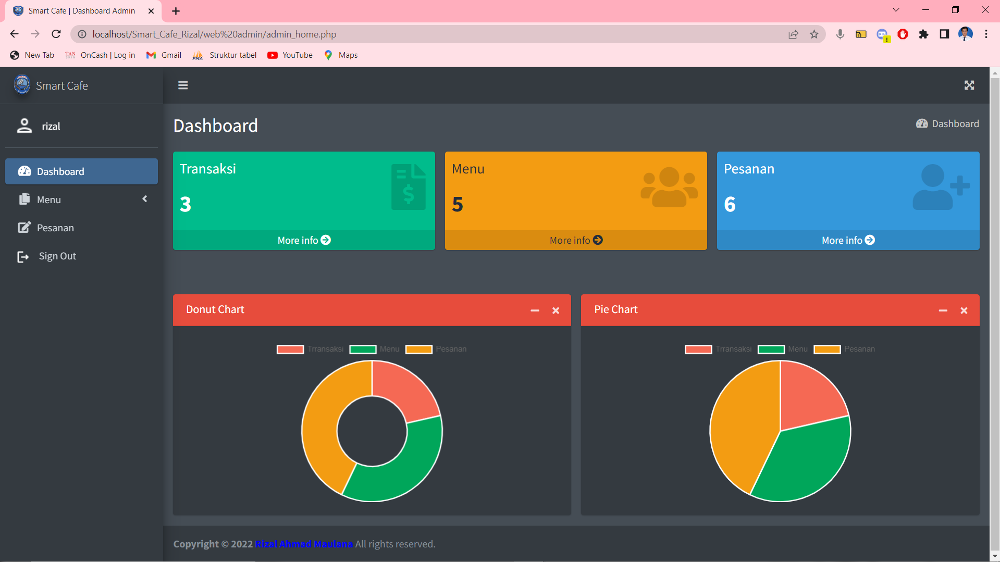 Smart Cafe | Dashboard Admin
localhost/Smart_Cafe_Rizal/web%20admin/admin_home.php
New Tab TAN SKIN OnCash | Log in Gmail PMA Struktur tabel YouTube Maps
Smart Cafe
rizal
Dashboard
Menu
Pesanan
Sign Out
Dashboard
Dashboard
Transaksi
3
More info
Menu
5
More info
Pesanan
6
More info
Donut Chart
Trransaksi Menu Pesanan
Pie Chart
Trransaksi Menu Pesanan
Copyright © 2022 Rizal Ahmad Maulana All rights reserved.